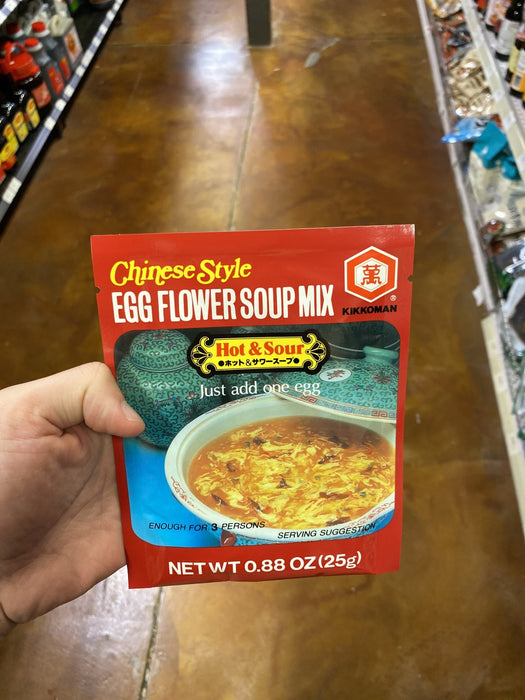 Chinese Style
EGG FLOWER SOUP MIX
萬
®
KIKKOMAN
Hot & Sour
●ホット&サワースープ●
Just add one egg
ENOUGH FOR 3 PERSONS
SERVING SUGGESTION
NET WT 0.88 OZ (25g)